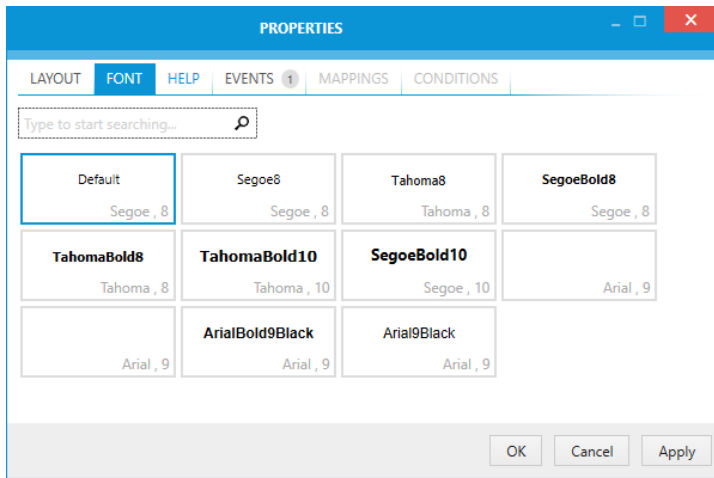 PROPERTIES
LAYOUT FONT HELP EVENTS 1 MAPPINGS CONDITIONS
Type to start searching...
Default Segoe8 Tahoma8 SegoeBold8
Segoe , 8 Segoe , 8 Tahoma , 8 Segoe , 8
TahomaBold8 TahomaBold10 SegoeBold10
Tahoma , 8 Tahoma , 10 Segoe , 10 Arial , 9
ArialBold9Black Arial9Black
Arial , 9 Arial , 9 Arial , 9
OK Cancel Apply